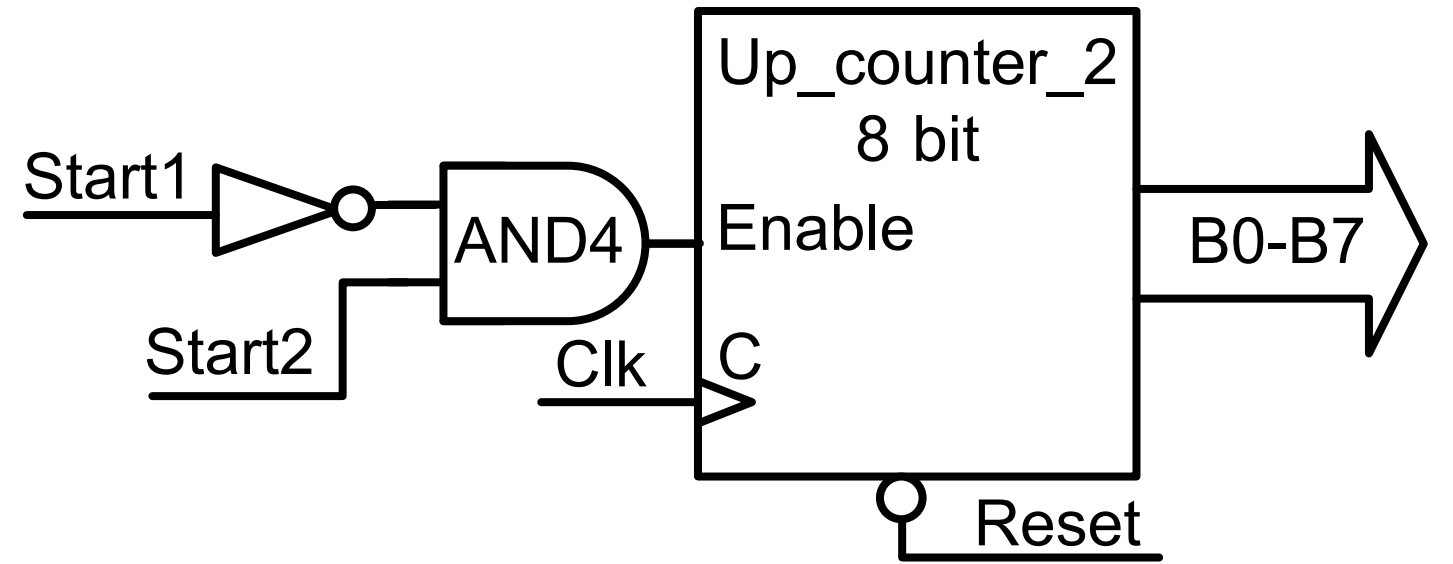 Up_counter_2
8 bit
Start1
AND4
Enable
B0-B7
Start2
Clk
C
Reset